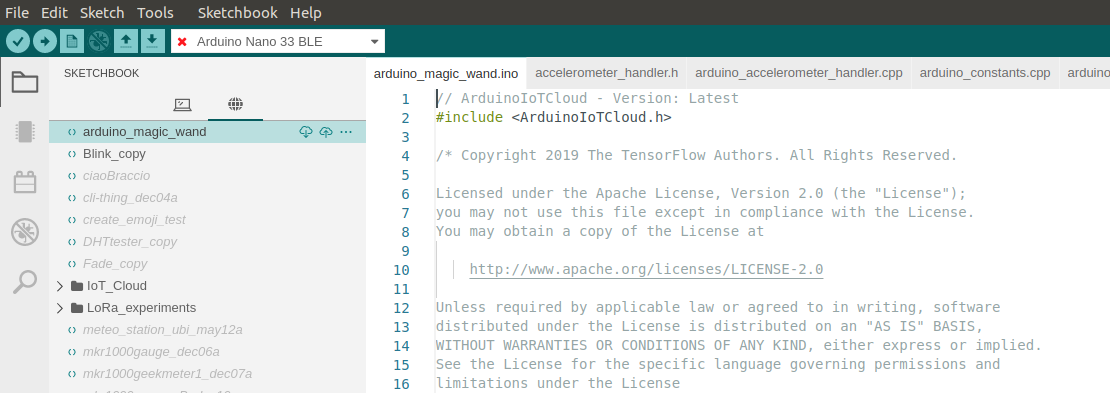 File Edit Sketch Tools Sketchbook Help
Arduino Nano 33 BLE
SKETCHBOOK
arduino_magic_wand
Blink_copy
ciaoBraccio
cli-thing_dec04a
create_emoji_test
DHTtester_copy
Fade_copy
IoT_Cloud
LoRa_experiments
meteo_station_ubi_may12a
mkr1000gauge_dec06a
mkr1000geekmeter1_dec07a
arduino_magic_wand.ino accelerometer_handler.h arduino_accelerometer_handler.cpp arduino_constants.cpp arduino
1 // ArduinoIoTCloud - Version: Latest
2 #include <ArduinoIoTCloud.h>
3
4 /* Copyright 2019 The TensorFlow Authors. All Rights Reserved.
5
6 Licensed under the Apache License, Version 2.0 (the "License");
7 you may not use this file except in compliance with the License.
8 You may obtain a copy of the License at
9
10 http://www.apache.org/licenses/LICENSE-2.0
11
12 Unless required by applicable law or agreed to in writing, software
13 distributed under the License is distributed on an "AS IS" BASIS,
14 WITHOUT WARRANTIES OR CONDITIONS OF ANY KIND, either express or implied.
15 See the License for the specific language governing permissions and
16 limitations under the License